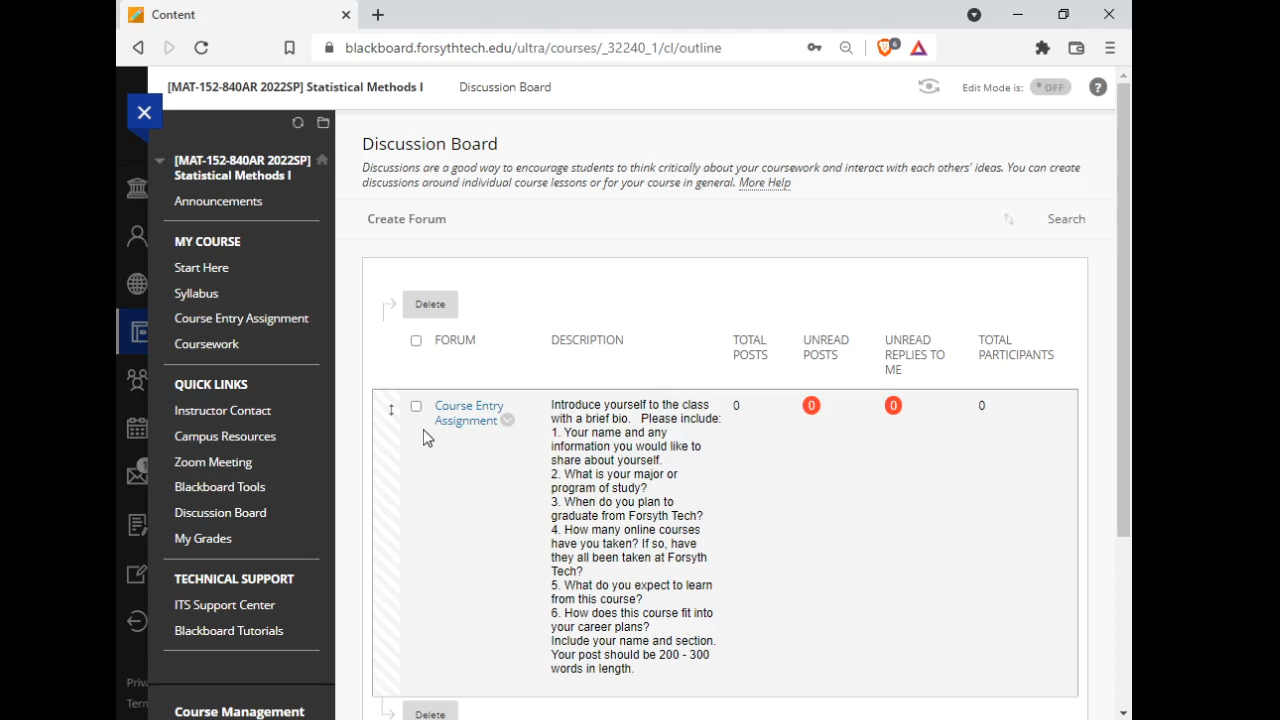 Content
blackboard.forsythtech.edu/ultra/courses/_32240_1/cl/outline
6
[MAT-152-840AR 2022SP] Statistical Methods I
Discussion Board
Edit Mode is:
OFF
?
[MAT-152-840AR 2022SP]
Statistical Methods I
Announcements
MY COURSE
Start Here
Syllabus
Course Entry Assignment
Coursework
QUICK LINKS
Instructor Contact
Campus Resources
Zoom Meeting
Blackboard Tools
Discussion Board
My Grades
TECHNICAL SUPPORT
ITS Support Center
Blackboard Tutorials
Course Management
1
Priv
Term
Discussion Board
Discussions are a good way to encourage students to think critically about your coursework and interact with each others' ideas. You can create
discussions around individual course lessons or for your course in general. More Help
Create Forum
Search
Delete
FORUM
DESCRIPTION
TOTAL
POSTS
UNREAD
POSTS
UNREAD
REPLIES TO
ME
TOTAL
PARTICIPANTS
Course Entry
Assignment
Introduce yourself to the class
with a brief bio. Please include:
1. Your name and any
information you would like to
share about yourself.
2. What is your major or
program of study?
3. When do you plan to
graduate from Forsyth Tech?
4. How many online courses
have you taken? If so, have
they all been taken at Forsyth
Tech?
5. What do you expect to learn
from this course?
6. How does this course fit into
your career plans?
Include your name and section.
Your post should be 200 - 300
words in length.
0
0
0
0
Delete